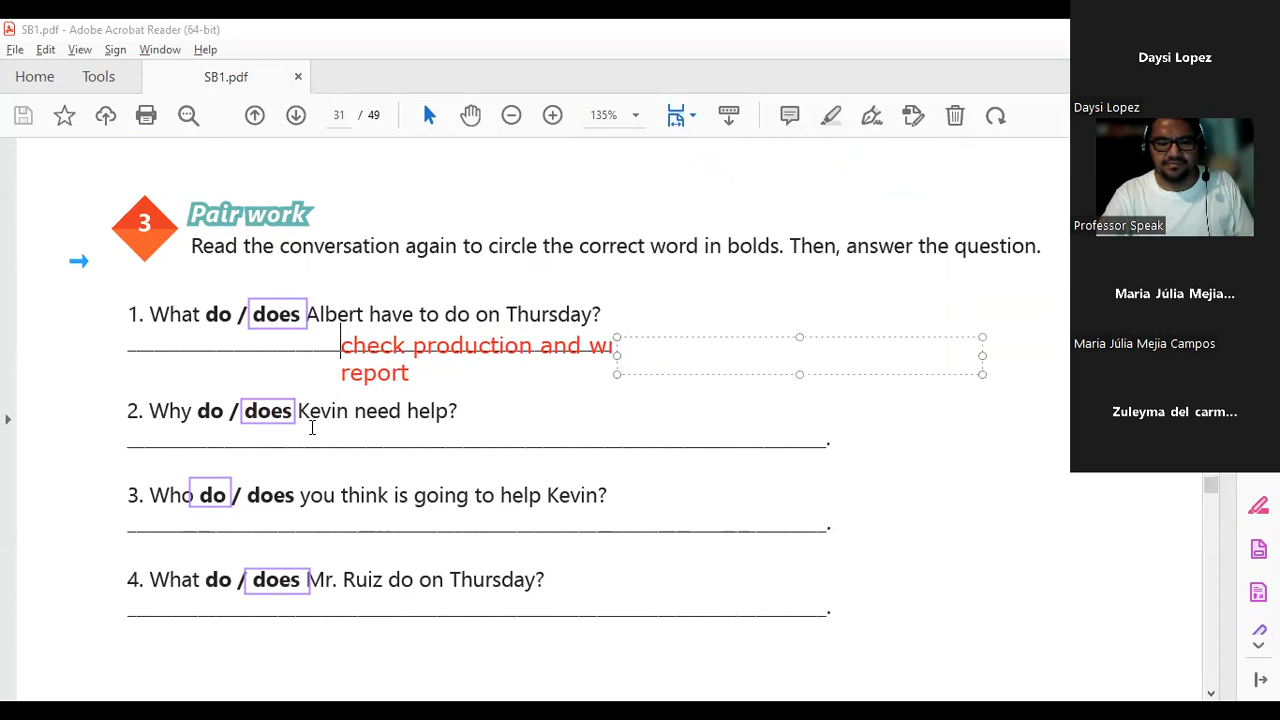 SB1.pdf - Adobe Acrobat Reader (64-bit)
File Edit View Sign Window Help
Home Tools SB1.pdf ×
31 / 49 135%
3 Pair work
Read the conversation again to circle the correct word in bolds. Then, answer the question.
1. What do / does Albert have to do on Thursday?
check production and
report
2. Why do / does Kevin need help?
3. Who do / does you think is going to help Kevin?
4. What do / does Mr. Ruiz do on Thursday?
Daysi Lopez
Daysi Lopez
Professor Speak
Maria Júlia Mejia...
Maria Júlia Mejia Campos
Zuleyma del carm...